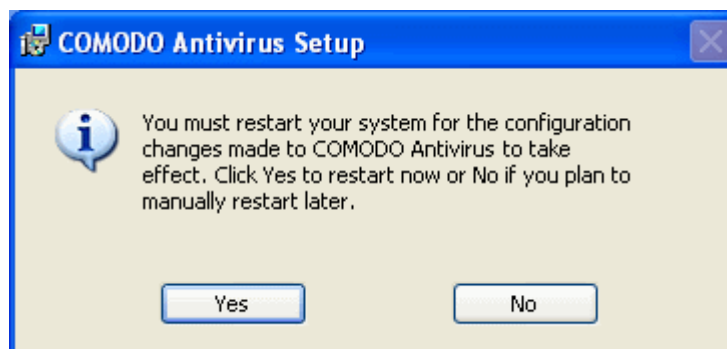 COMODO Antivirus Setup
You must restart your system for the configuration
changes made to COMODO Antivirus to take
effect. Click Yes to restart now or No if you plan to
manually restart later.
Yes
No